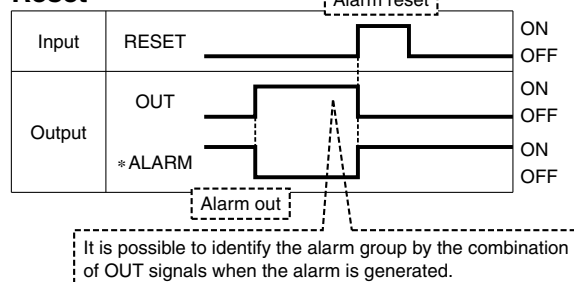 Reset
Alarm reset
Input RESET ON
OFF
Output OUT ON
OFF
*ALARM ON
OFF
Alarm out
It is possible to identify the alarm group by the combination
of OUT signals when the alarm is generated.